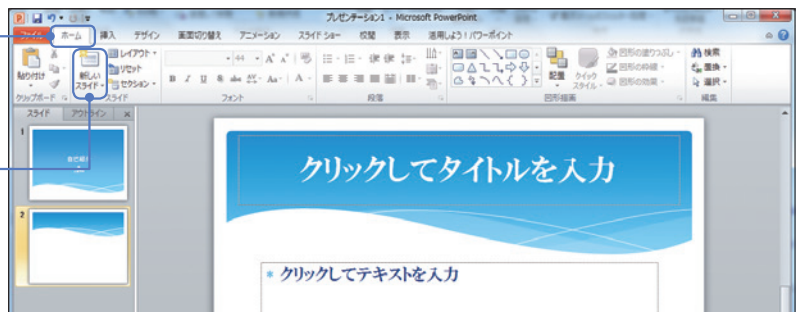 プレゼンテーション1 - Microsoft PowerPoint
ファイル ホーム 挿入 デザイン 画面切り替え アニメーション スライド ショー 校閲 表示 活用しよう!パワーポイント
貼り付け
新しい スライド
レイアウト
リセット
セクション
44
B I U S abc AV Aa A
配置
クイック スタイル
図形の塗りつぶし
図形の枠線
図形の効果
検索
置換
選択
クリップボード スライド フォント 段落 図形描画 編集
スライド アウトライン
1
2
クリックしてタイトルを入力
クリックしてテキストを入力